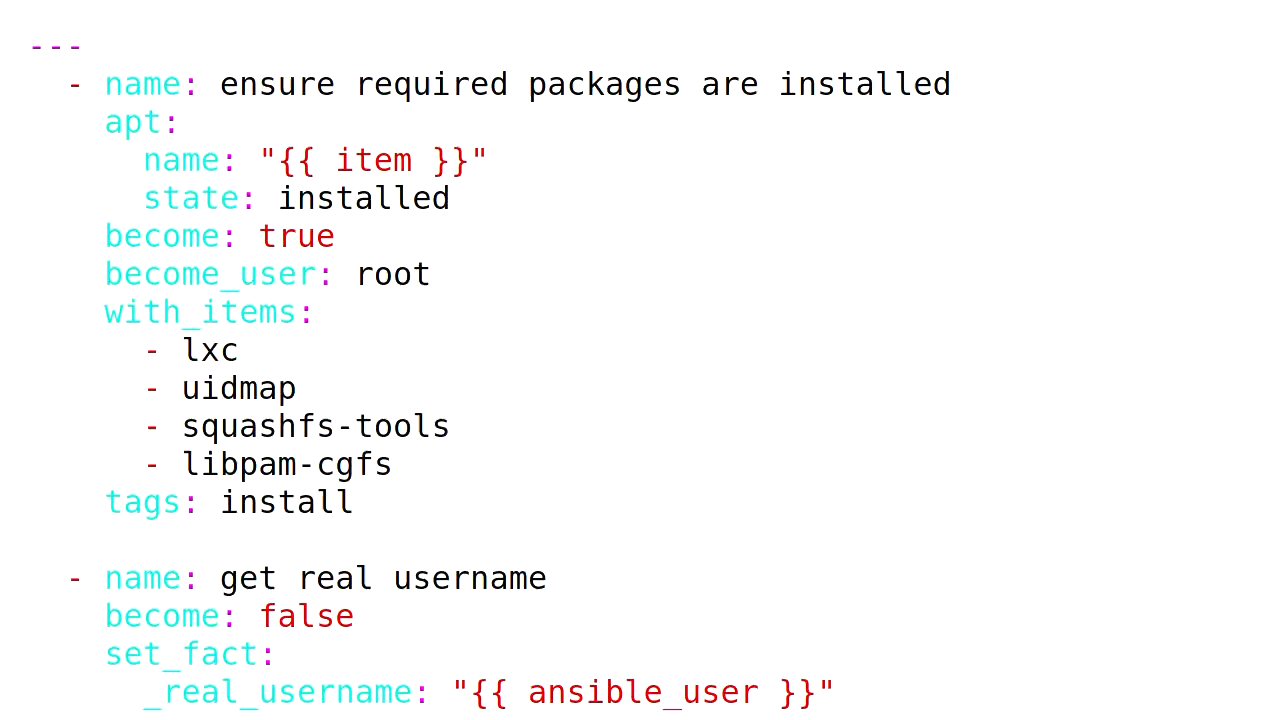 ---
  - name: ensure required packages are installed
    apt:
      name: "{{ item }}"
      state: installed
    become: true
    become_user: root
    with_items:
      - lxc
      - uidmap
      - squashfs-tools
      - libpam-cgfs
    tags: install

  - name: get real username
    become: false
    set_fact:
      _real_username: "{{ ansible_user }}"